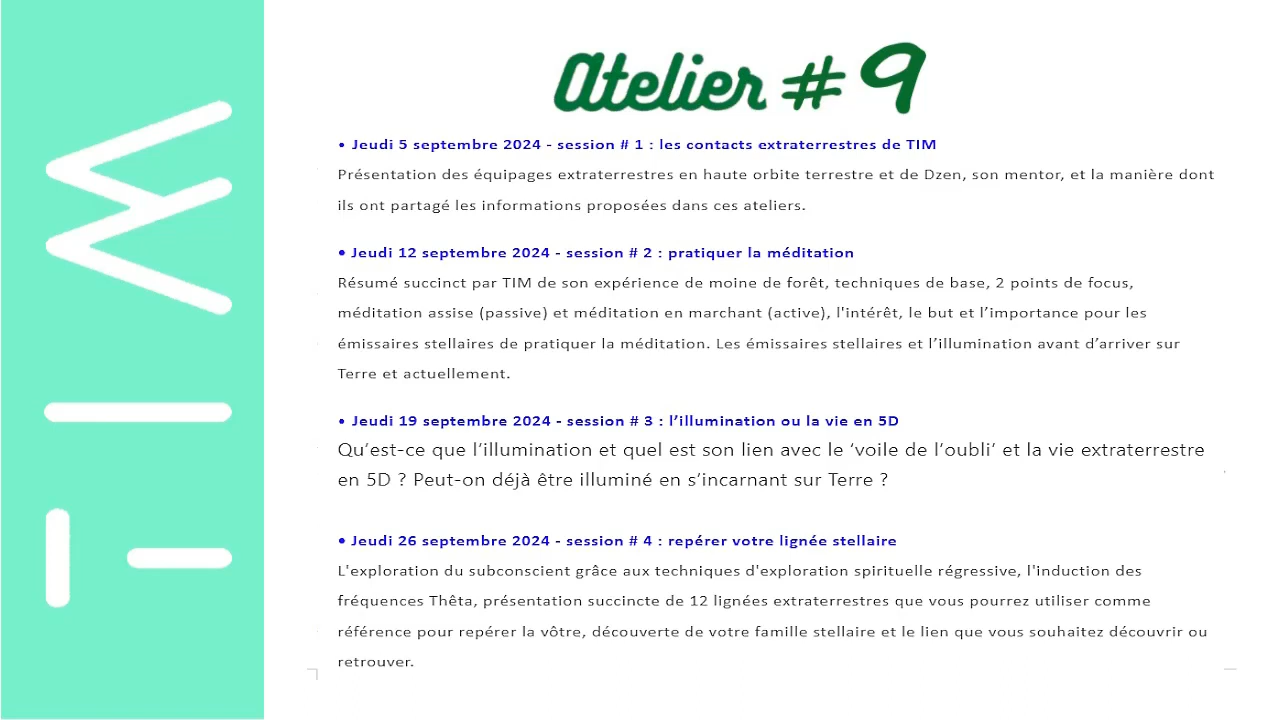 TIM
Atelier # 9
• Jeudi 5 septembre 2024 - session # 1 : les contacts extraterrestres de TIM
Présentation des équipages extraterrestres en haute orbite terrestre et de Dzen, son mentor, et la manière dont
ils ont partagé les informations proposées dans ces ateliers.
• Jeudi 12 septembre 2024 - session # 2 : pratiquer la méditation
Résumé succinct par TIM de son expérience de moine de forêt, techniques de base, 2 points de focus,
méditation assise (passive) et méditation en marchant (active), l'intérêt, le but et l’importance pour les
émissaires stellaires de pratiquer la méditation. Les émissaires stellaires et l’illumination avant d’arriver sur
Terre et actuellement.
• Jeudi 19 septembre 2024 - session # 3 : l’illumination ou la vie en 5D
Qu’est-ce que l’illumination et quel est son lien avec le ‘voile de l’oubli’ et la vie extraterrestre
en 5D ? Peut-on déjà être illuminé en s’incarnant sur Terre ?
• Jeudi 26 septembre 2024 - session # 4 : repérer votre lignée stellaire
L'exploration du subconscient grâce aux techniques d'exploration spirituelle régressive, l'induction des
fréquences Thêta, présentation succincte de 12 lignées extraterrestres que vous pourrez utiliser comme
référence pour repérer la vôtre, découverte de votre famille stellaire et le lien que vous souhaitez découvrir ou
retrouver.